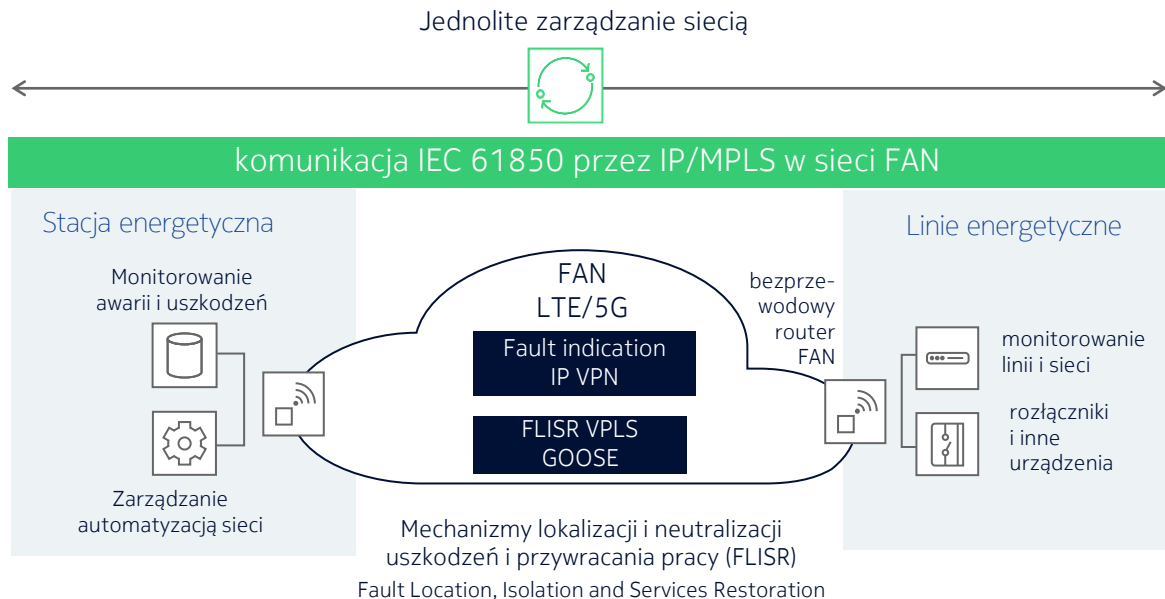 Jednolite zarządzanie siecią
komunikacja IEC 61850 przez IP/MPLS w sieci FAN
Stacja energetyczna
Monitorowanie
awarii i uszkodzeń
Zarządzanie
automatyzacją sieci
FAN
LTE/5G
Fault indication
IP VPN
FLISR VPLS
GOOSE
bezprze-
wodowy
router
FAN
Linie energetyczne
monitorowanie
linii i sieci
rozłączniki
i inne
urządzenia
Mechanizmy lokalizacji i neutralizacji
uszkodzeń i przywracania pracy (FLISR)
Fault Location, Isolation and Services Restoration